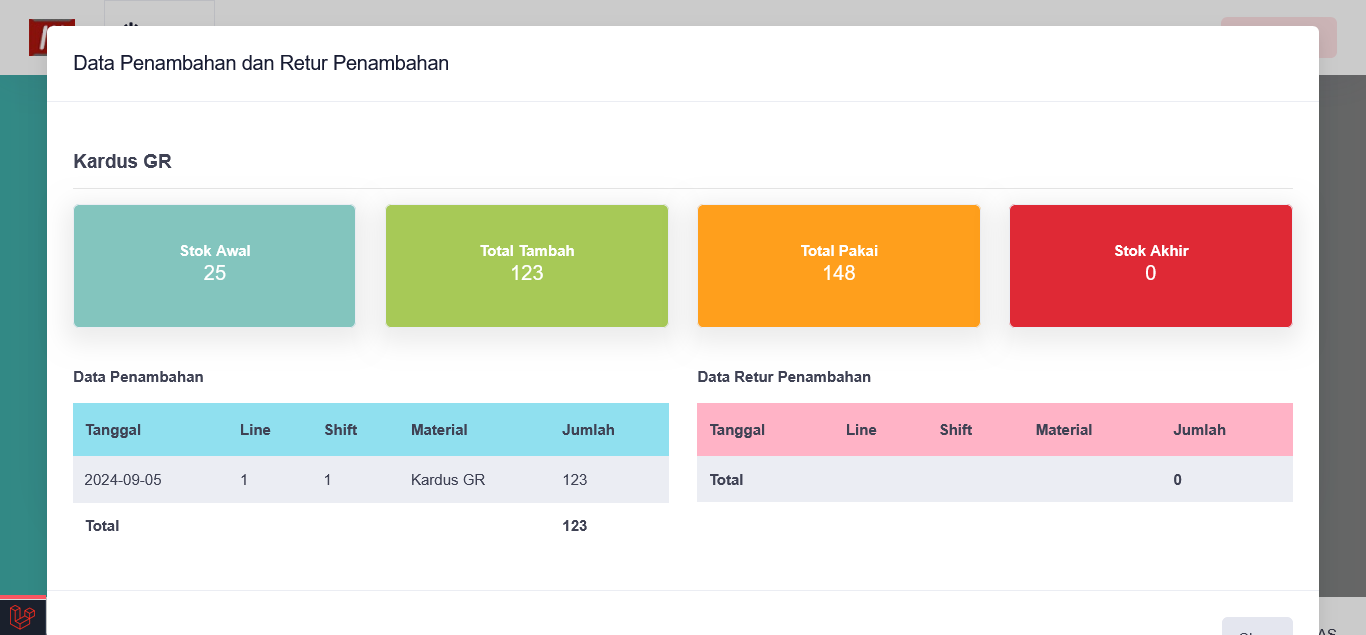 Data Penambahan dan Retur Penambahan
Kardus GR
Stok Awal
25
Total Tambah
123
Total Pakai
148
Stok Akhir
0
Data Penambahan
Tanggal Line Shift Material Jumlah
2024-09-05 1 1 Kardus GR 123
Total 123
Data Retur Penambahan
Tanggal Line Shift Material Jumlah
Total 0